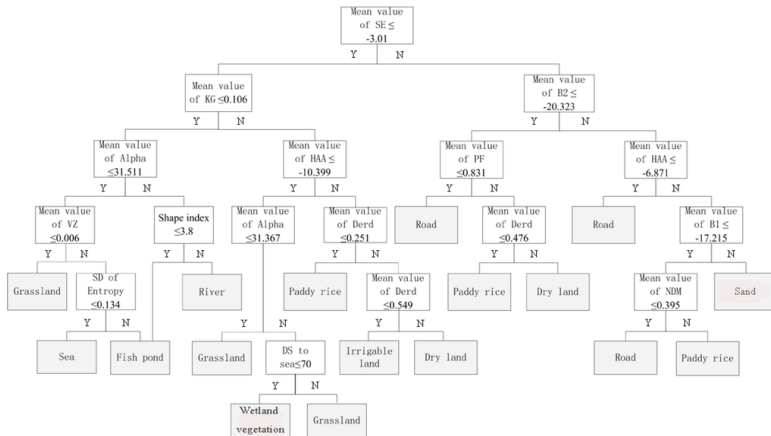 Mean value
of SE≤
-3.01
Y N
Mean value
of KG≤0.106
Mean value
of B2≤
-20.323
Y N
Y N
Mean value
of Alpha
≤31.511
Mean value
of HAA≤
-10.399
Mean value
of PF
≤0.831
Mean value
of HAA≤
-6.871
Y N
Y N
Y N
Y N
Mean value
of VZ
≤0.006
Shape index
≤3.8
Mean value
of Alpha
≤31.367
Mean value
of Derd
≤0.251
Road
Mean value
of Derd
≤0.476
Road
Mean value
of B1≤
-17.215
Y N
Y N
Y N
Y N
Y N
Grassland
SD of
Entropy
≤0.134
River
Paddy rice
Mean value
of Derd
≤0.549
Paddy rice
Dry land
Mean value
of NDM
≤0.395
Sand
Y N
Y N
Y N
Y N
Sea
Fish pond
Grassland
DS to
sea≤70
Irrigable
land
Dry land
Road
Paddy rice
Y N
Wetland
vegetation
Grassland